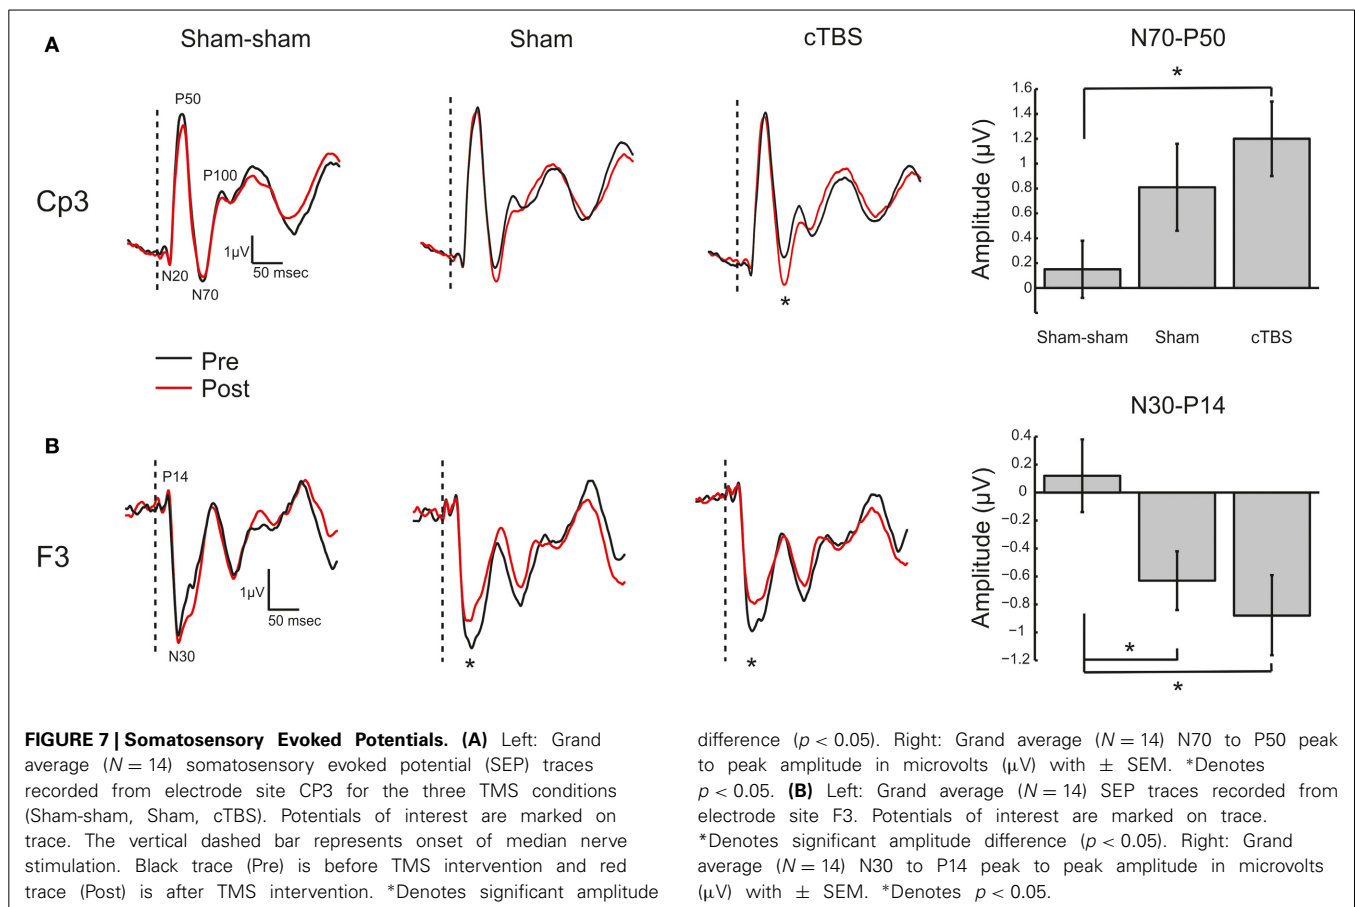 A
Sham-sham
Sham
cTBS
N70-P50
P50
P100
Cp3
N20
N70
1µV
50 msec
*
*
Amplitude (µV)
1.6
1.4
1.2
1
0.8
0.6
0.4
0.2
0
Sham-sham
Sham
cTBS
Pre
Post
B
N30-P14
P14
F3
N30
1µV
50 msec
*
*
Amplitude (µV)
0.4
0.2
0
−0.2
−0.4
−0.6
−0.8
−1
−1.2
*
*
FIGURE 7 | Somatosensory Evoked Potentials. (A) Left: Grand
average (N = 14) somatosensory evoked potential (SEP) traces
recorded from electrode site CP3 for the three TMS conditions
(Sham-sham, Sham, cTBS). Potentials of interest are marked on
trace. The vertical dashed bar represents onset of median nerve
stimulation. Black trace (Pre) is before TMS intervention and red
trace (Post) is after TMS intervention. *Denotes significant amplitude
difference (p < 0.05). Right: Grand average (N = 14) N70 to P50 peak
to peak amplitude in microvolts (µV) with ± SEM. *Denotes
p < 0.05. (B) Left: Grand average (N = 14) SEP traces recorded from
electrode site F3. Potentials of interest are marked on trace.
*Denotes significant amplitude difference (p < 0.05). Right: Grand
average (N = 14) N30 to P14 peak to peak amplitude in microvolts
(µV) with ± SEM. *Denotes p < 0.05.